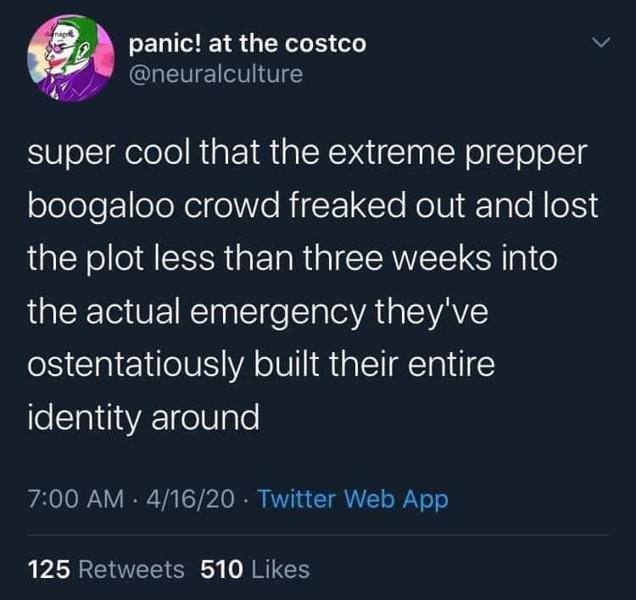 panic! at the costco
@neuralculture
super cool that the extreme prepper
boogaloo crowd freaked out and lost
the plot less than three weeks into
the actual emergency they've
ostentatiously built their entire
identity around
7:00 AM · 4/16/20 · Twitter Web App
125 Retweets 510 Likes